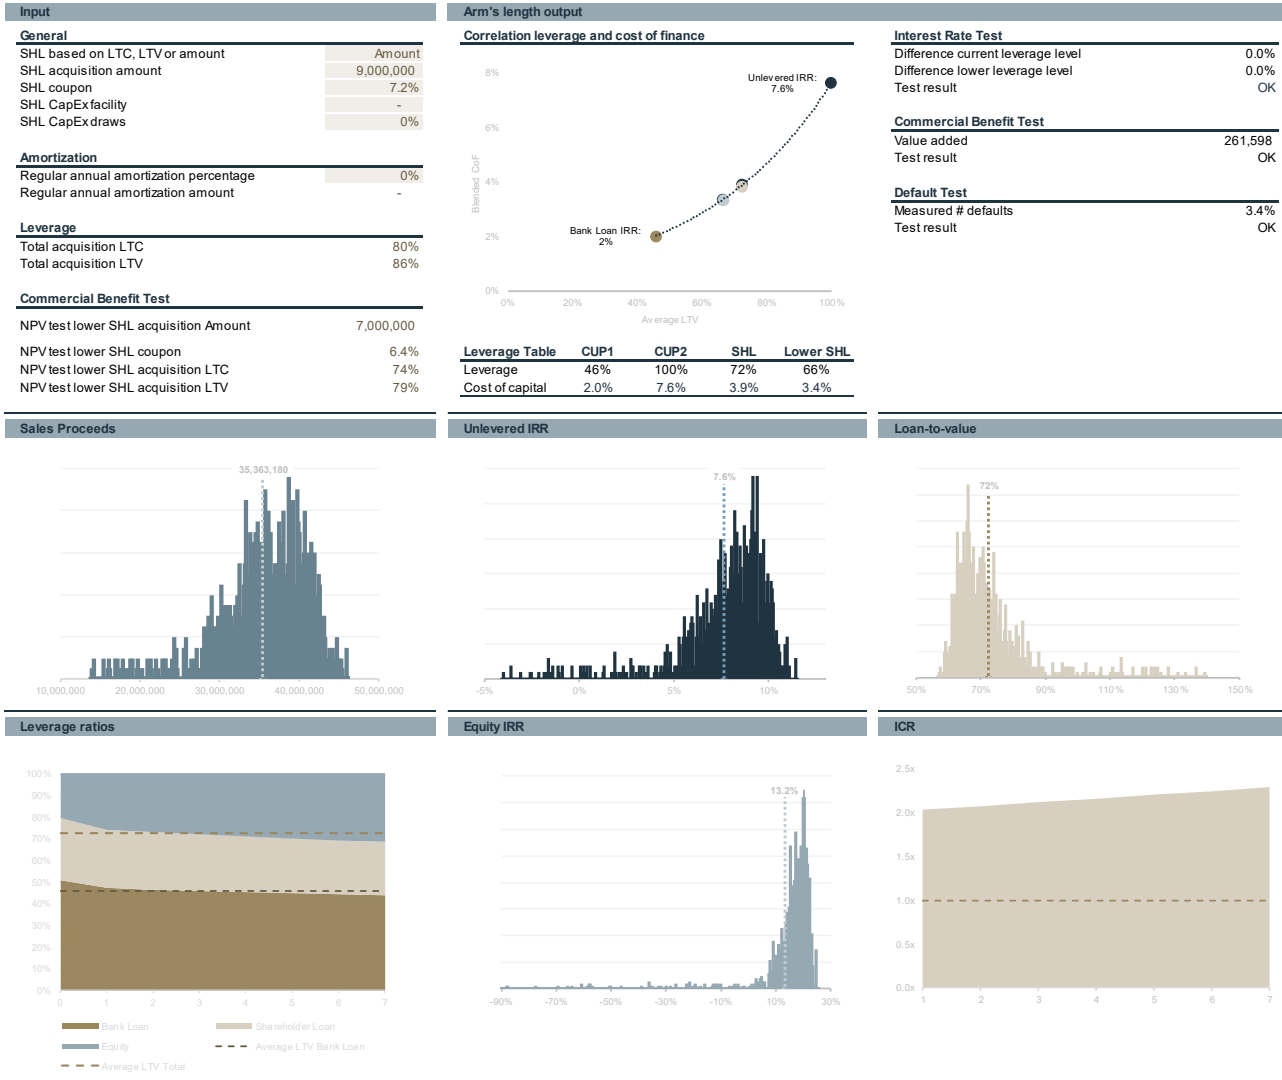 Input
General
SHL based on LTC, LTV or amount Amount
SHL acquisition amount 9,000,000
SHL coupon 7.2%
SHL CapEx facility -
SHL CapEx draws 0%
Amortization
Regular annual amortization percentage 0%
Regular annual amortization amount -
Leverage
Total acquisition LTC 80%
Total acquisition LTV 86%
Commercial Benefit Test
NPV test lower SHL acquisition Amount 7,000,000
NPV test lower SHL coupon 6.4%
NPV test lower SHL acquisition LTC 74%
NPV test lower SHL acquisition LTV 79%
Arm's length output
Correlation leverage and cost of finance
8%
6%
4%
2%
0%
Blended CoF
Unlevered IRR:
7.6%
Bank Loan IRR:
2%
0% 20% 40% 60% 80% 100%
Average LTV
Leverage Table CUP1 CUP2 SHL Lower SHL
Leverage 46% 100% 72% 66%
Cost of capital 2.0% 7.6% 3.9% 3.4%
Interest Rate Test
Difference current leverage level 0.0%
Difference lower leverage level 0.0%
Test result OK
Commercial Benefit Test
Value added 261,598
Test result OK
Default Test
Measured # defaults 3.4%
Test result OK
Sales Proceeds
35,363,180
10,0000,000 20,000,000 30,000,000 40,000,000 50,000,000
Unlevered IRR
7.6%
-5% 0% 5% 10%
Loan-to-value
72%
50% 70% 90% 110% 130% 150%
Leverage ratios
100%
90%
80%
70%
60%
50%
40%
30%
20%
10%
0%
0 1 2 3 4 5 6 7
Bank Loan Shareholder Loan
Equity Average LTV Bank Loan
Average LTV Total
Equity IRR
13.2%
-90% -70% -50% -30% -10% 10% 30%
ICR
2.5x
2.0x
1.5x
1.0x
0.5x
0.0x
1 2 3 4 5 6 7